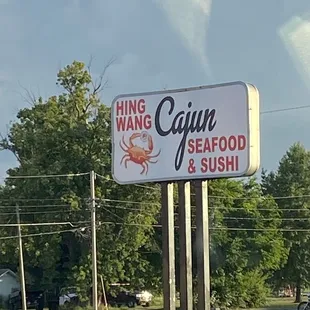 HING
WANG Cajun
SEAFOOD
& SUSHI